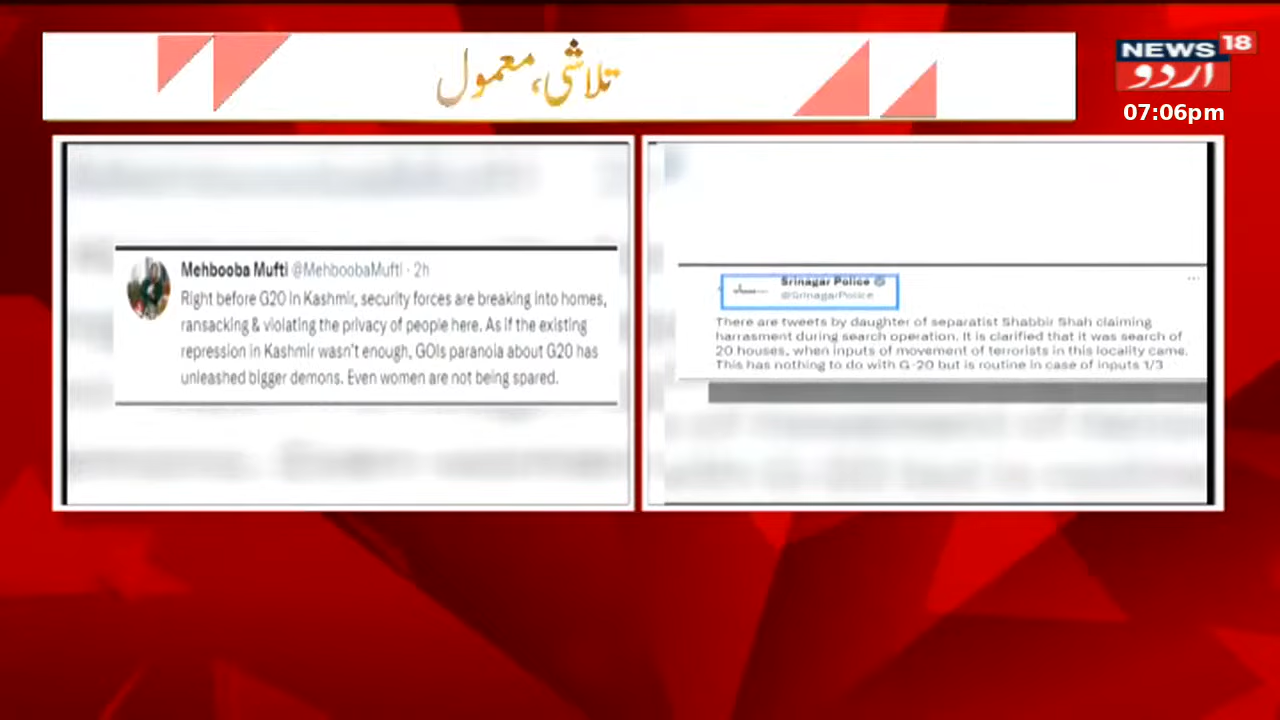 تلاشی،معمول
NEWS 18
اردو
07:06pm
Mehbooba Mufti @MehboobaMufti · 2h
Right before G20 in Kashmir, security forces are breaking into homes,
ransacking & violating the privacy of people here. As if the existing
repression in Kashmir wasn't enough, GOIs paranoia about G20 has
unleashed bigger demons. Even women are not being spared.
Srinagar Police
@SrinagarPolice
There are tweets by daughter of separatist Shabbir Shah claiming
harrasment during search operation. It is clarified that it was search of
20 houses, when inputs of movement of terrorists in this locality came.
This has nothing to do with G-20 but is routine in case of inputs 1/3